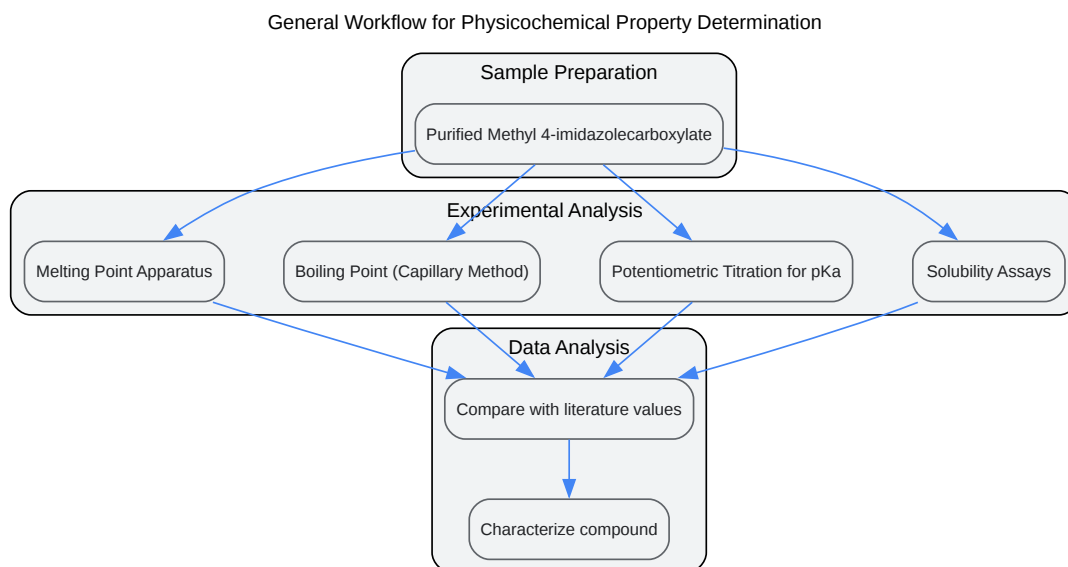 General Workflow for Physicochemical Property Determination
Sample Preparation
Purified Methyl 4-imidazolecarboxylate
Experimental Analysis
Melting Point Apparatus
Boiling Point (Capillary Method)
Potentiometric Titration for pKa
Solubility Assays
Data Analysis
Compare with literature values
Characterize compound